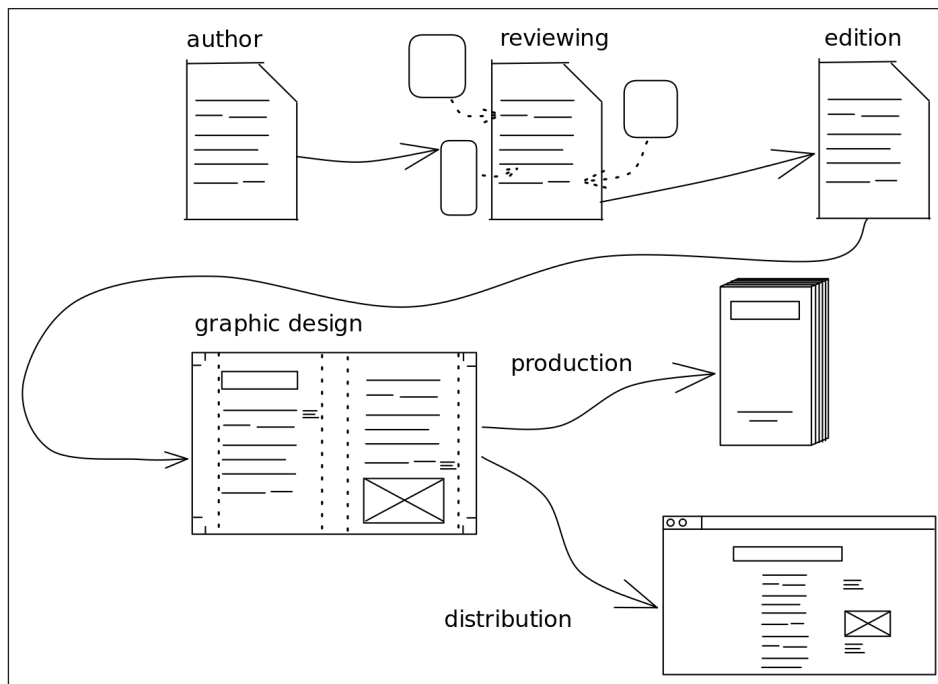 author
reviewing
edition
graphic design
production
distribution